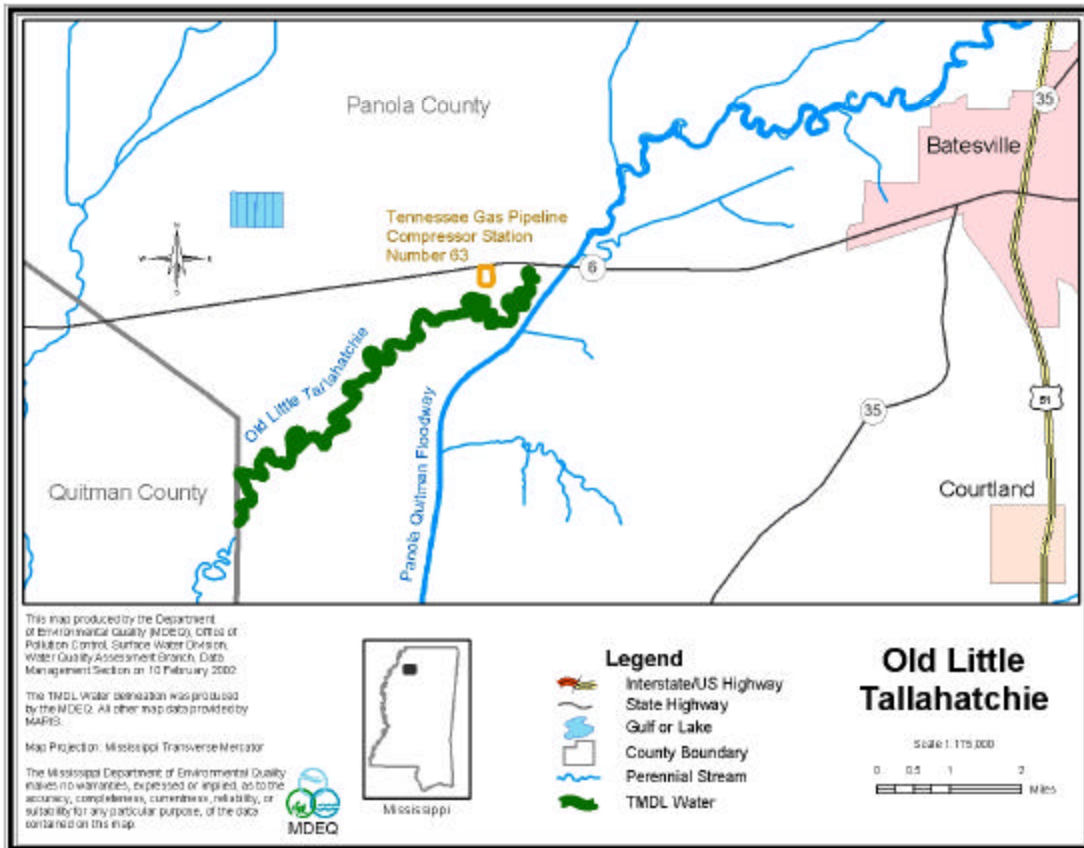 Panola County
35
Batesville
Tennessee Gas Pipeline
Compressor Station
Number 63
N
W
E
S
6
Old Little Tallahatchie
Panola Quitman Floodway
35
51
Quitman County
Courtland
This map produced by the Department
of Environmental Quality (MDEQ), Office of
Pollution Control, Surface Water Division,
Water Quality Assessment Branch, Data
Management Section on 10 February 2002.
The TMDL Water delineation was produced
by the MDEQ. All other map data provided by
MARIS.
Map Projection: Mississippi Transverse Mercator
The Mississippi Department of Environmental Quality
makes no warranties, expressed or implied, as to the
accuracy, completeness, currentness, reliability, or
suitability for any particular purpose, of the data
contained on this map.
MDEQ
Mississippi
Legend
Interstate/US Highway
State Highway
Gulf or Lake
County Boundary
Perennial Stream
TMDL Water
Old Little
Tallahatchie
Scale 1:175,000
0 0.5 1 2
Miles